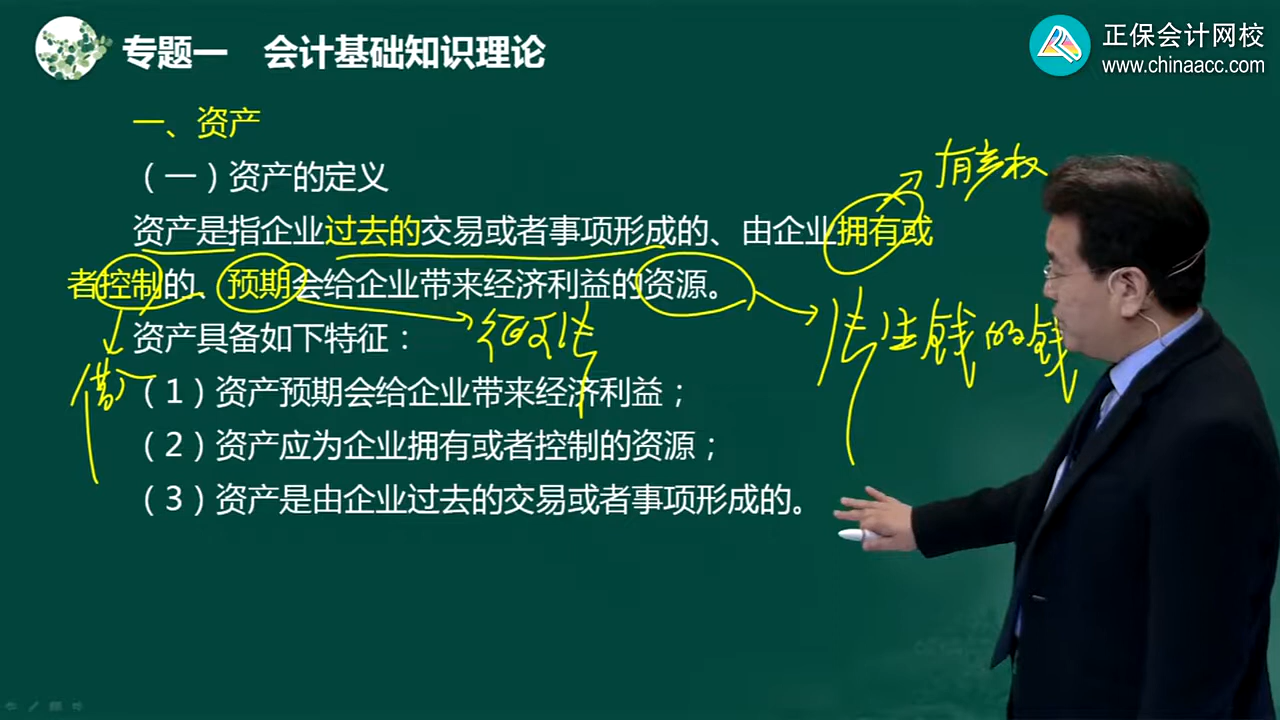 专题一 会计基础知识理论
正保会计网校
www.chinaacc.com
一、资产
（一）资产的定义
有产权
资产是指企业过去的交易或者事项形成的、由企业拥有或
者控制的、预期会给企业带来经济利益的资源。
生钱的钱
资产具备如下特征：
（1）资产预期会给企业带来经济利益；
（2）资产应为企业拥有或者控制的资源；
（3）资产是由企业过去的交易或者事项形成的。